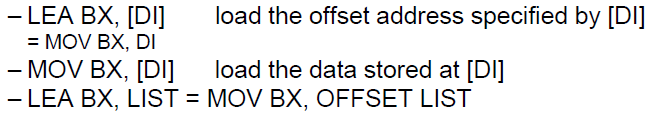 – LEA BX, [DI] load the offset address specified by [DI]
= MOV BX, DI
– MOV BX, [DI] load the data stored at [DI]
– LEA BX, LIST = MOV BX, OFFSET LIST